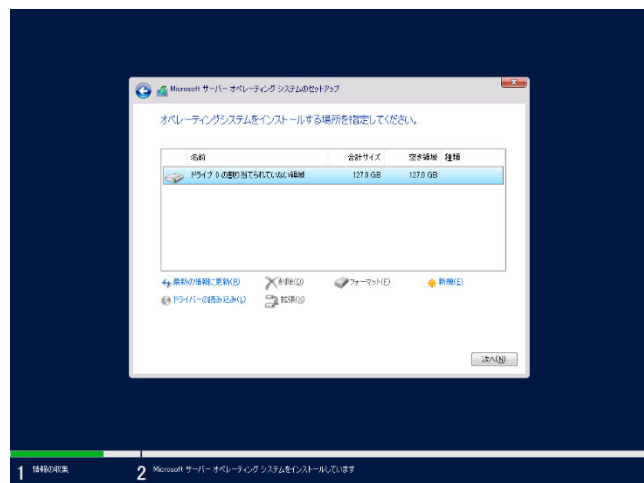 Microsoft サーバー オペレーティング システムのセットアップ
オペレーティングシステムをインストールする場所を指定してください。
名前 合計サイズ 空き領域 種類
ドライブ 0 の割り当てられていない領域 127.0 GB 127.0 GB
最新の情報に更新(R) 削除(D) フォーマット(F) 新規(E)
ドライバーの読み込み(L) 拡張(X)
次へ(N)
1 情報の収集 2 Microsoft サーバー オペレーティング システムをインストールしています